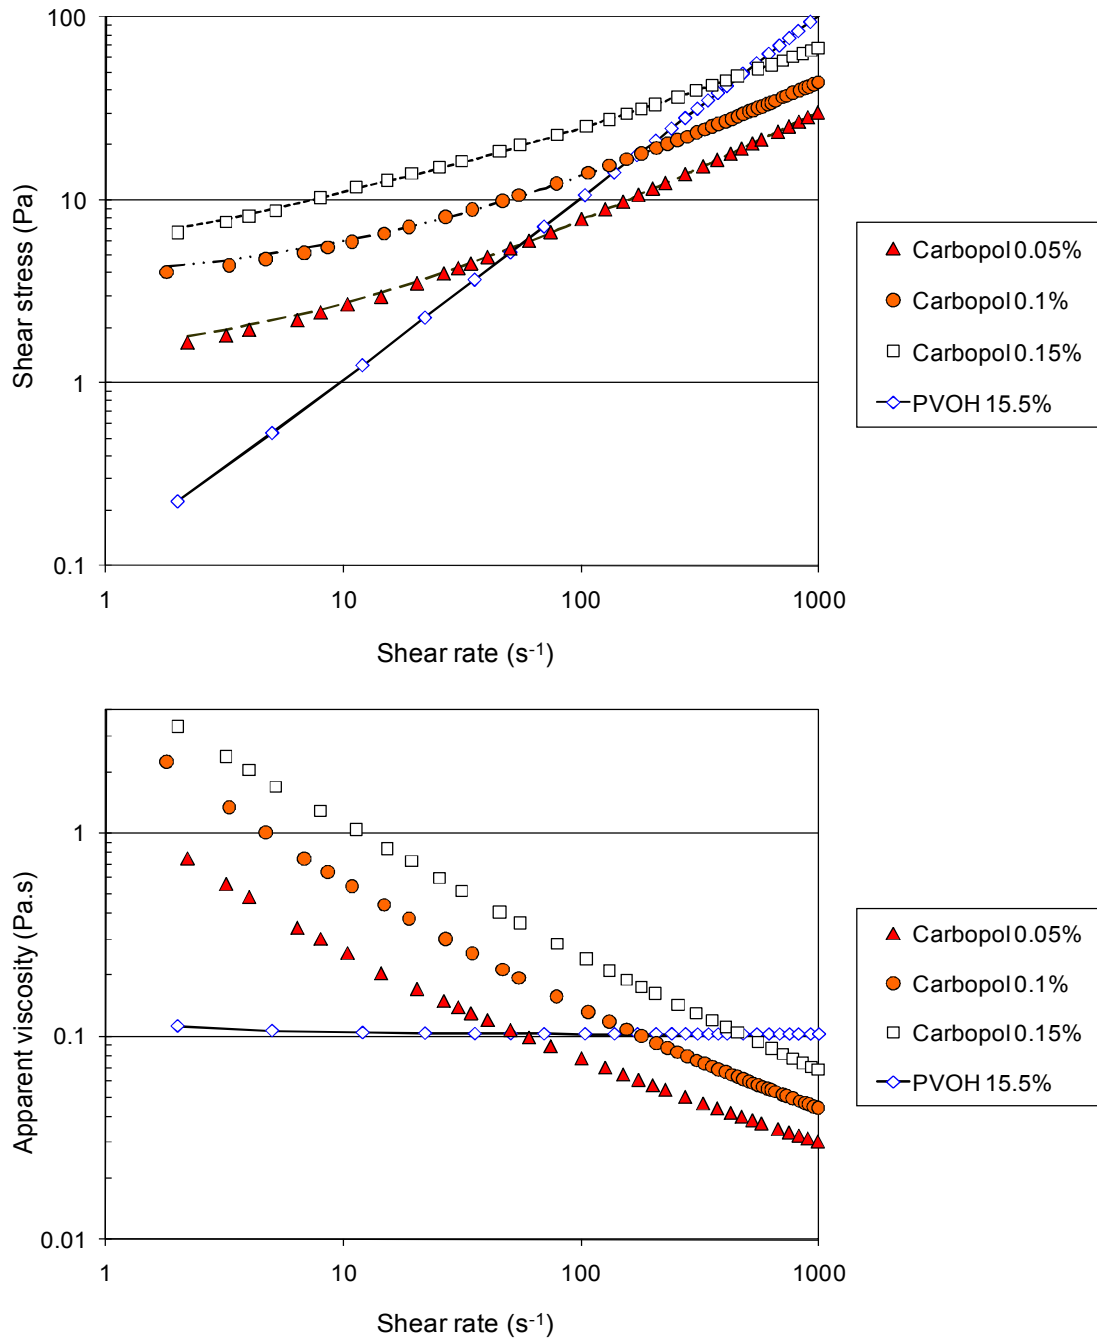 100
10
1
0.1
Shear stress (Pa)
1
10
100
1000
Shear rate (s⁻¹)
Carbopol 0.05%
Carbopol 0.1%
Carbopol 0.15%
PVOH 15.5%
1
0.1
0.01
Apparent viscosity (Pa.s)
1
10
100
1000
Shear rate (s⁻¹)
Carbopol 0.05%
Carbopol 0.1%
Carbopol 0.15%
PVOH 15.5%